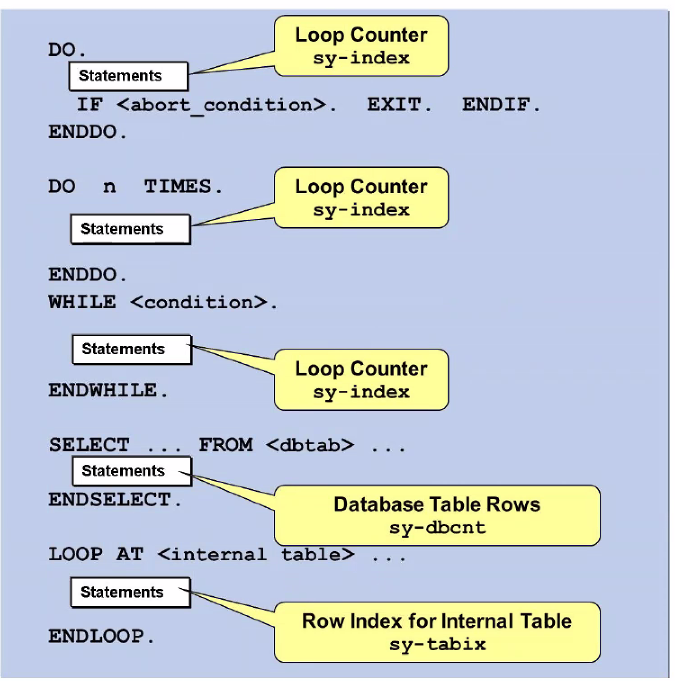 DO.
Loop Counter
sy-index
Statements
IF <abort_condition>. EXIT. ENDIF.
ENDDO.
DO n TIMES.
Loop Counter
sy-index
Statements
ENDDO.
WHILE <condition>.
Statements
Loop Counter
sy-index
ENDWHILE.
SELECT ... FROM <dbtab> ...
Statements
ENDSELECT.
Database Table Rows
sy-dbcnt
LOOP AT <internal table> ...
Statements
Row Index for Internal Table
sy-tabix
ENDLOOP.